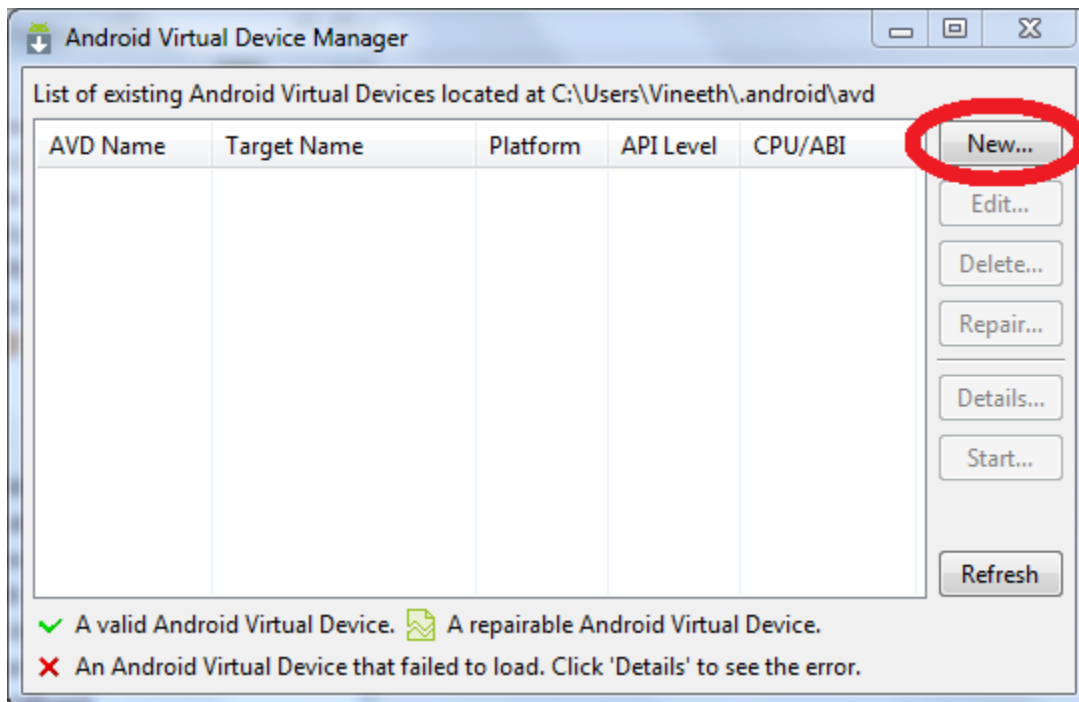 Android Virtual Device Manager
List of existing Android Virtual Devices located at C:\Users\Vineeth\.android\avd
AVD Name Target Name Platform API Level CPU/ABI
New...
Edit...
Delete...
Repair...
Details...
Start...
Refresh
A valid Android Virtual Device. A repairable Android Virtual Device.
An Android Virtual Device that failed to load. Click 'Details' to see the error.